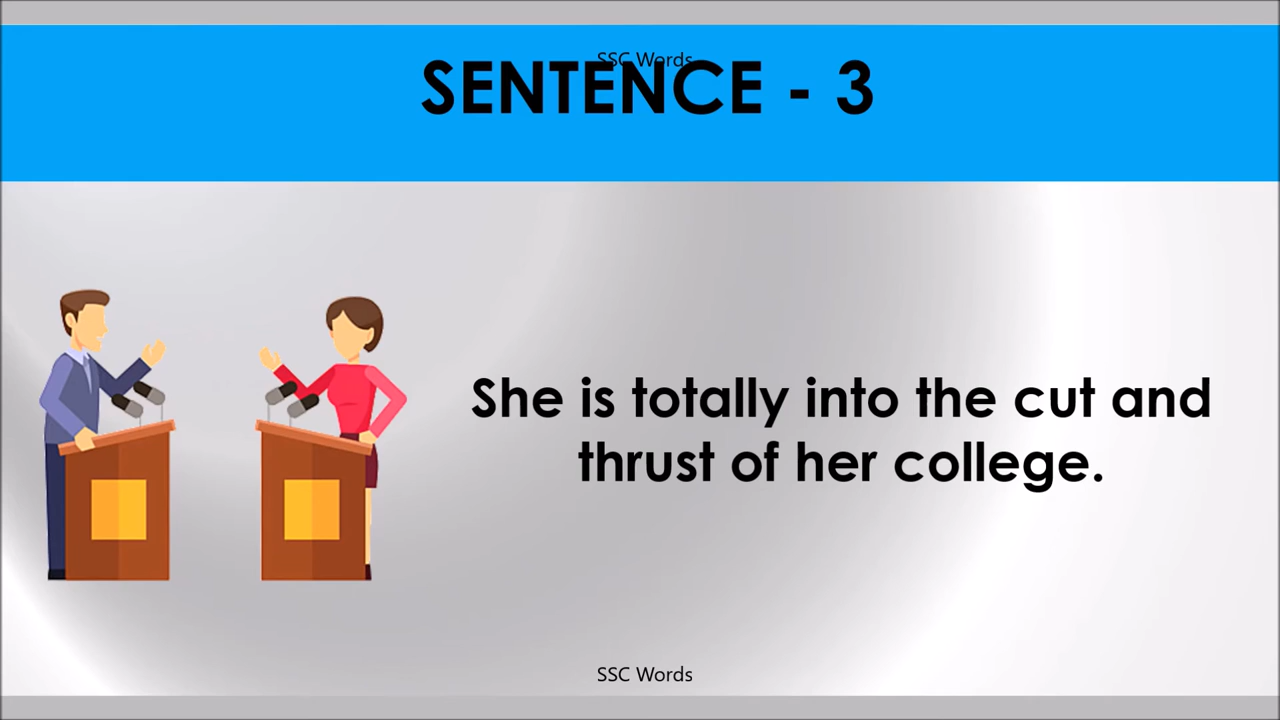 SSC Words
SENTENCE - 3
She is totally into the cut and
thrust of her college.
SSC Words